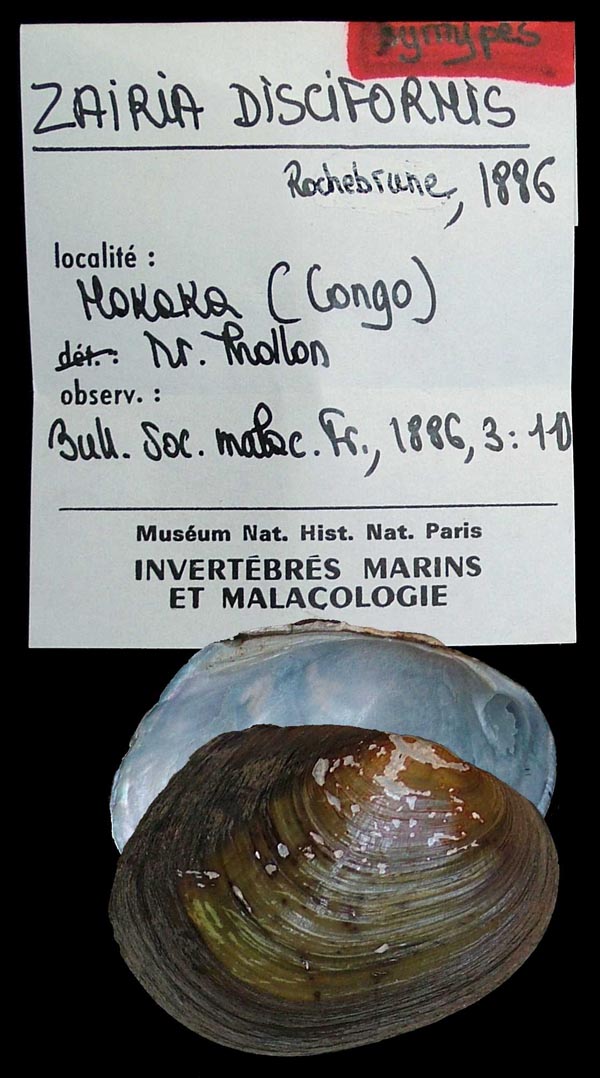 Syntypes
ZAIRIA DISCIFORMIS
Rochebrune, 1886
localité :
Mokaka (Congo)
dét. : Mr. Thollon
observ. :
Bull. Soc. malac. Fr., 1886, 3: 10
Muséum Nat. Hist. Nat. Paris
INVERTÉBRÉS MARINS
ET MALACOLOGIE